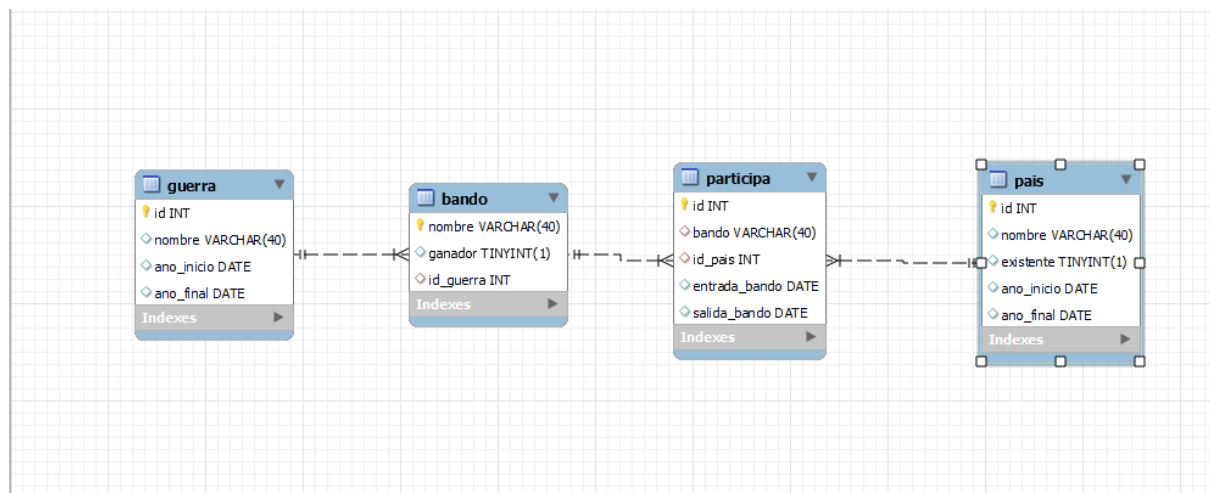 guerra
id INT
nombre VARCHAR(40)
ano_inicio DATE
ano_final DATE
Indexes
bando
nombre VARCHAR(40)
ganador TINYINT(1)
id_guerra INT
Indexes
participa
id INT
bando VARCHAR(40)
id_pais INT
entrada_bando DATE
salida_bando DATE
Indexes
pais
id INT
nombre VARCHAR(40)
existente TINYINT(1)
ano_inicio DATE
ano_final DATE
Indexes